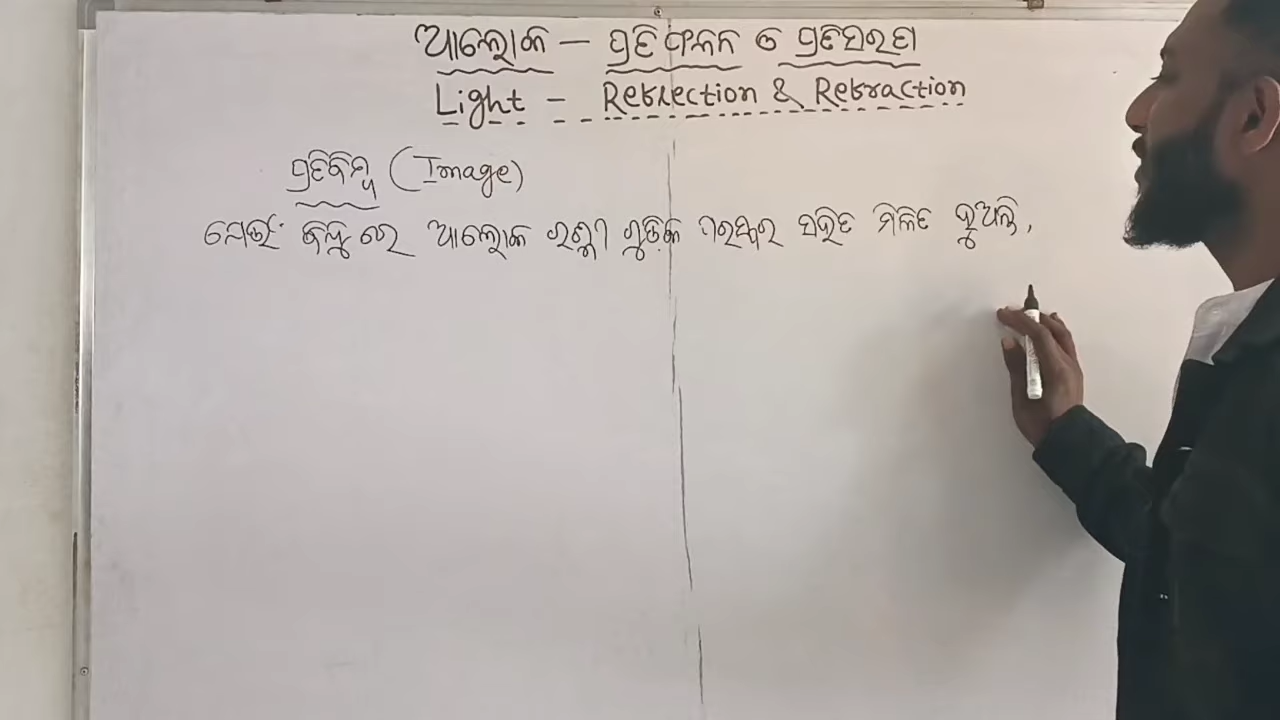 ଆଲୋକ — ପ୍ରତିଫଳନ ଓ ପ୍ରତିସରଣ
Light - Reflection & Refraction
ପ୍ରତିବିମ୍ବ (Image)
ଯେଉଁ ବିନ୍ଦୁ ରେ ଆଲୋକ ରଶ୍ମୀ ଗୁଡ଼ିକ ପରସ୍ପର ସହିତ ମିଳିତ ହୁଅନ୍ତି,